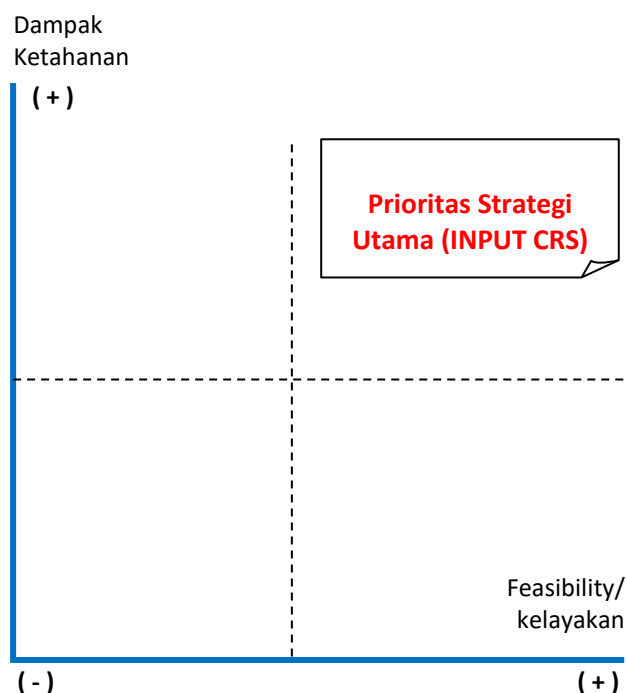 Dampak
Ketahanan
( + )
Prioritas Strategi
Utama (INPUT CRS)
Feasibility/
kelayakan
( - )
( + )